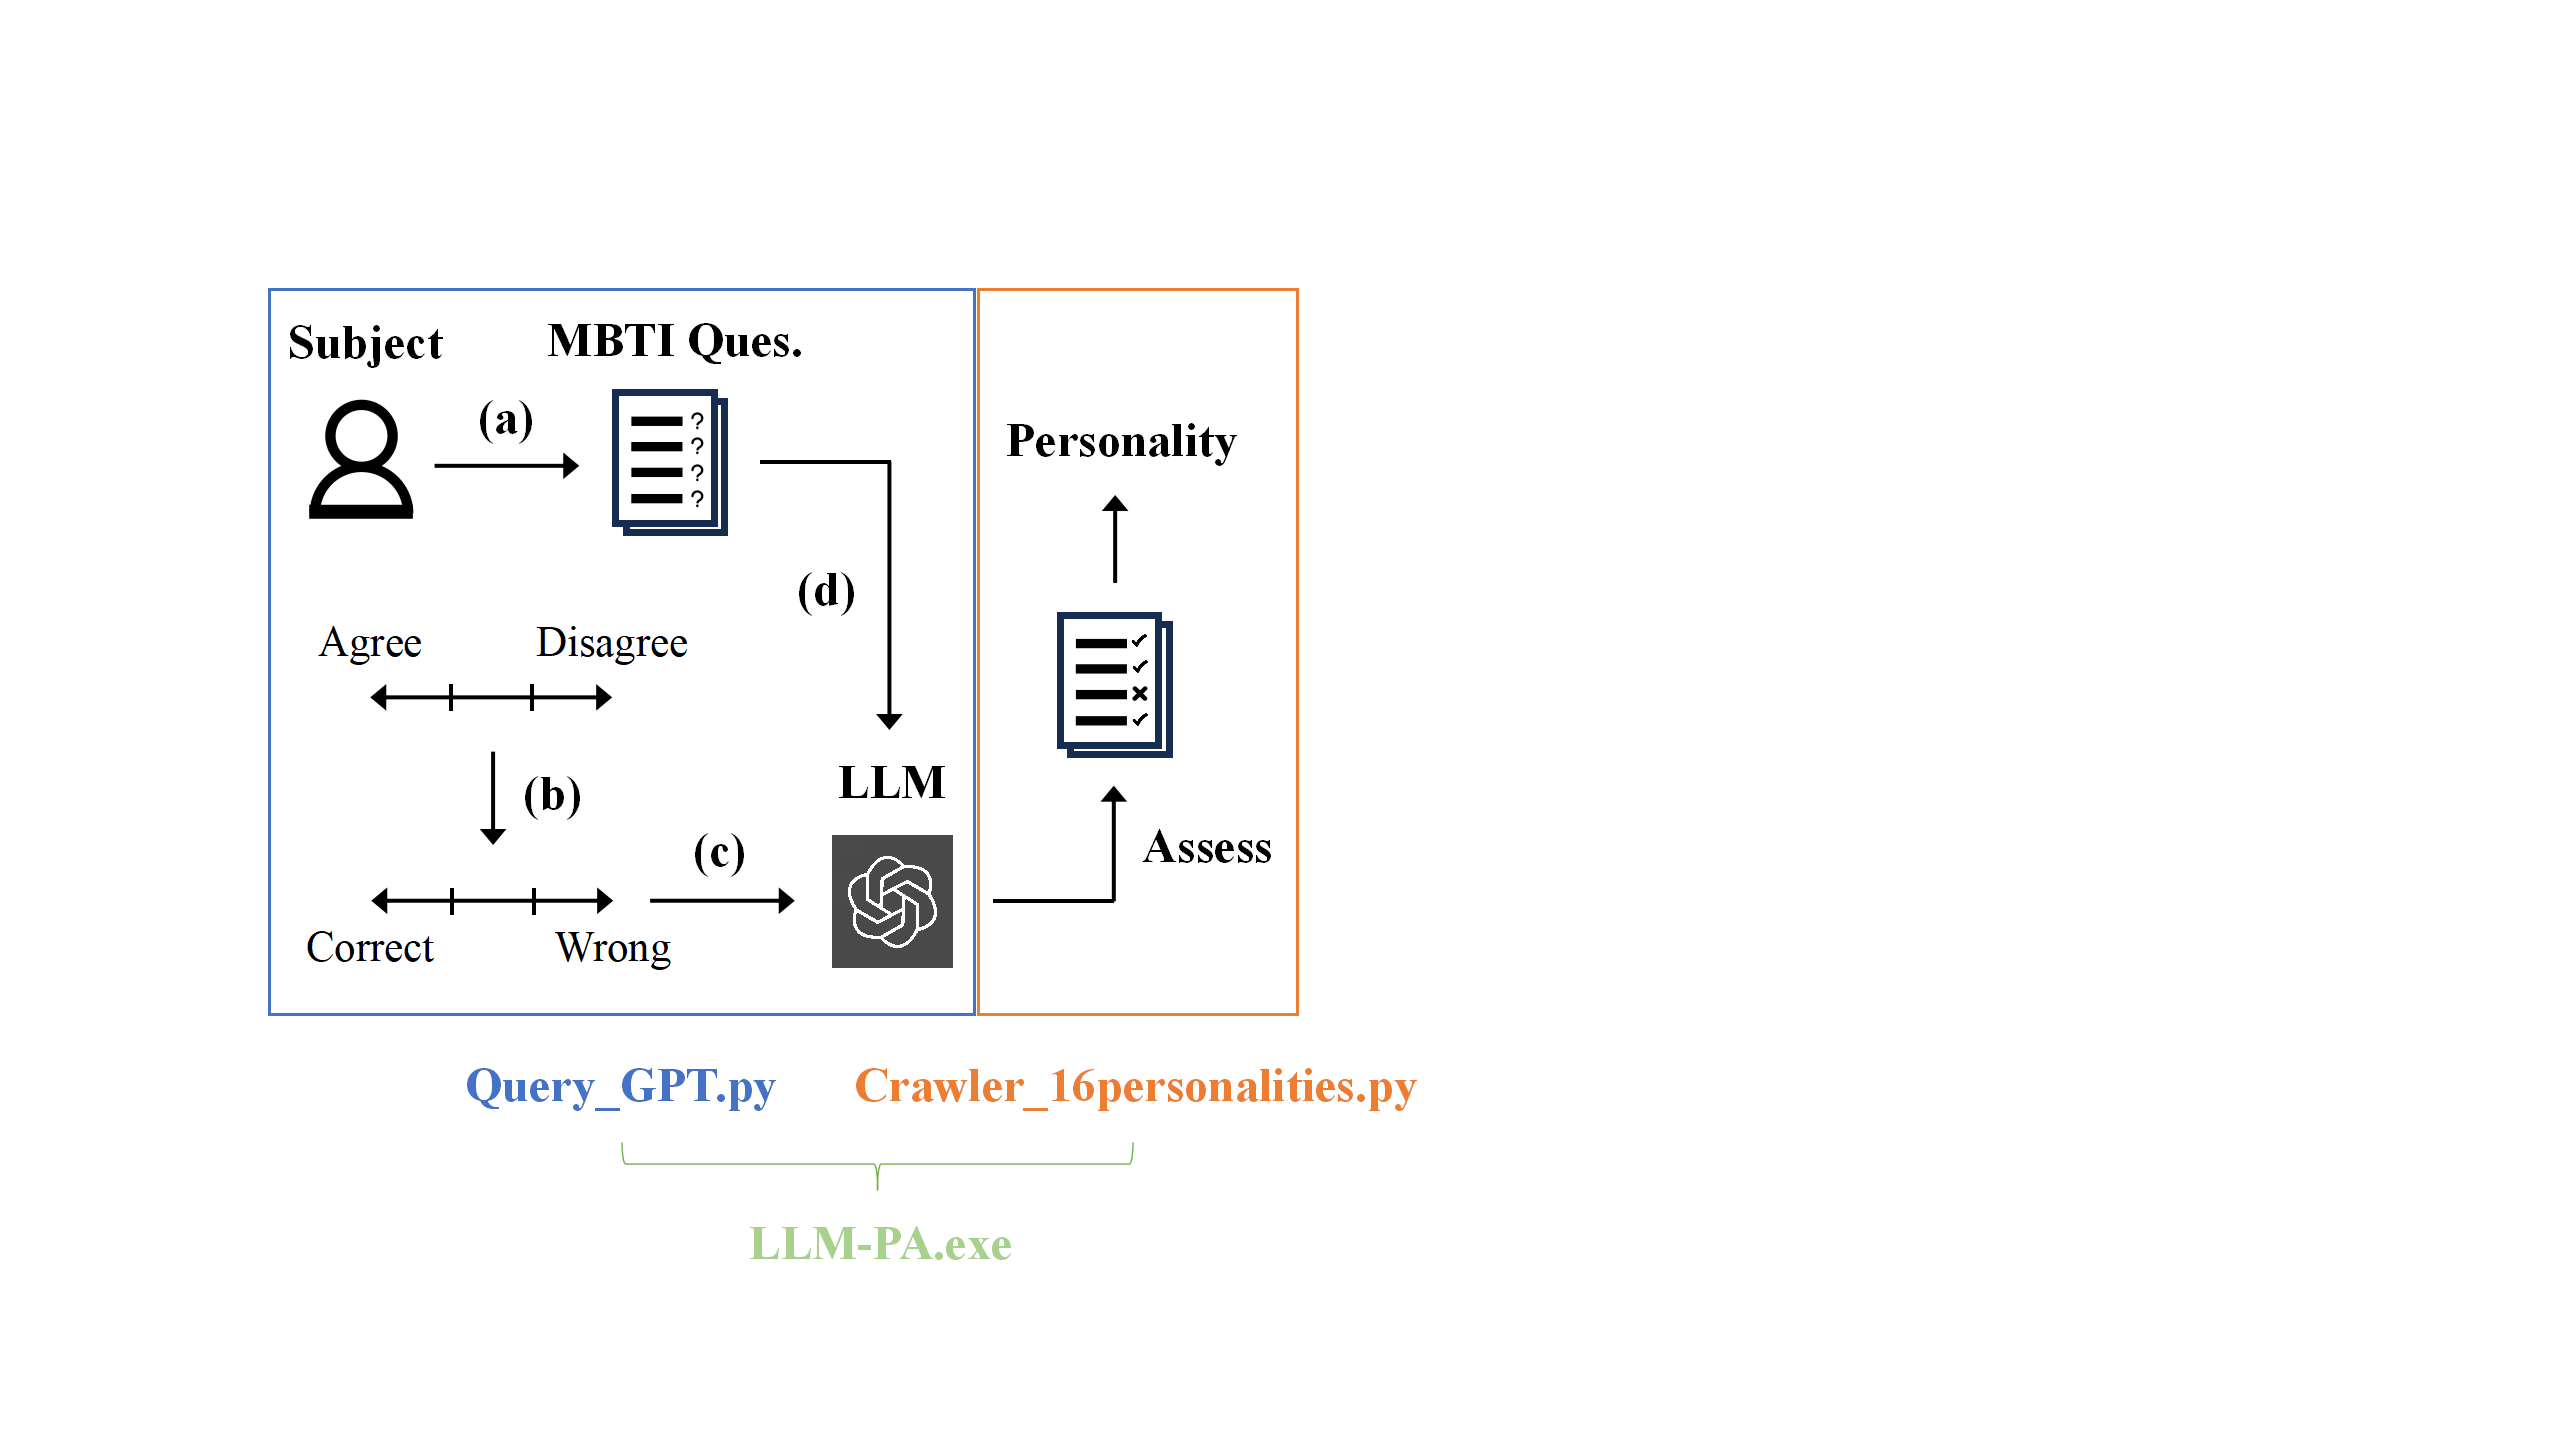 Subject
MBTI Ques.
(a)
?
?
?
?
(d)
Agree
Disagree
(b)
(c)
Correct
Wrong
LLM
Personality
Assess
Query_GPT.py
Crawler_16personalities.py
LLM-PA.exe